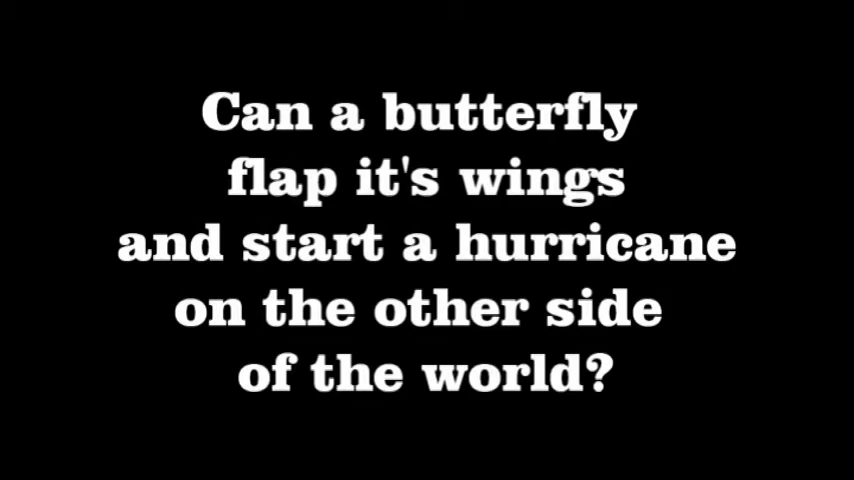 Can a butterfly
flap it's wings
and start a hurricane
on the other side
of the world?